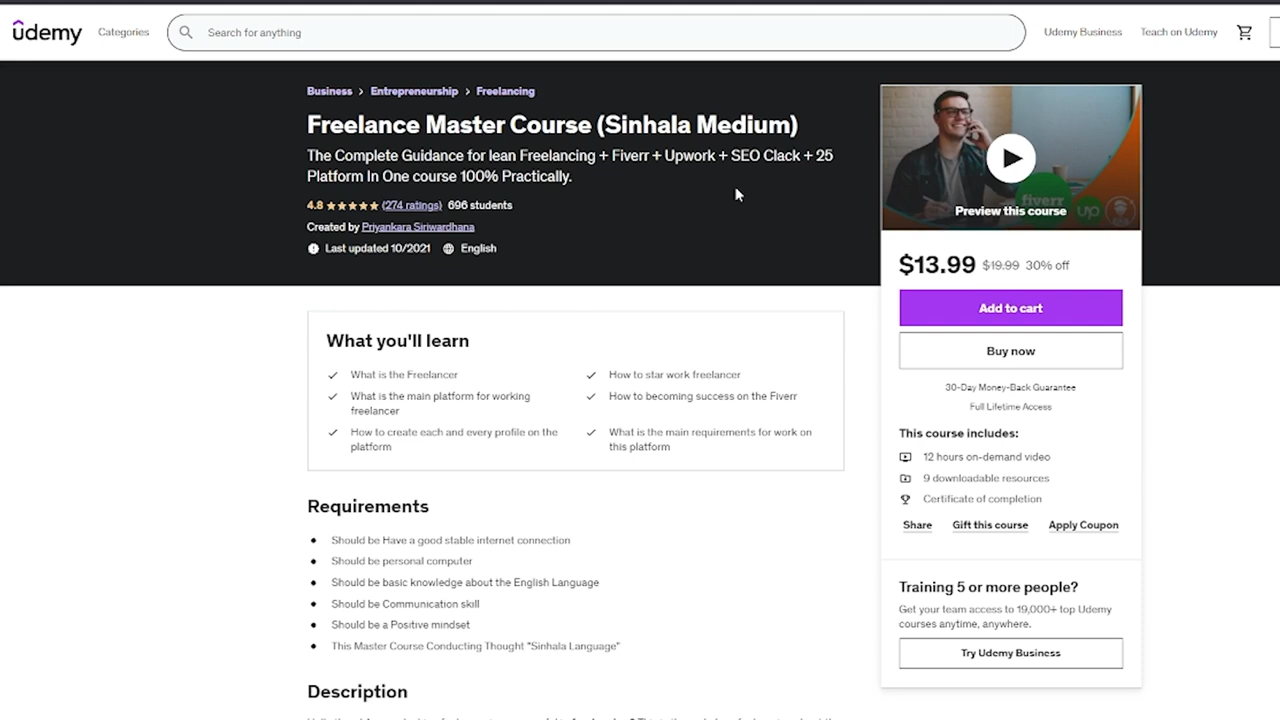 udemy
Categories
Search for anything
Udemy Business
Teach on Udemy
Business > Entrepreneurship > Freelancing
Freelance Master Course (Sinhala Medium)
The Complete Guidance for lean Freelancing + Fiverr + Upwork + SEO Clack + 25
Platform In One course 100% Practically.
4.8 (274 ratings) 696 students
Created by Priyankara Siriwardhana
Last updated 10/2021 English
fiverr
up
Preview this course
$13.99 $19.99 30% off
Add to cart
Buy now
30-Day Money-Back Guarantee
Full Lifetime Access
This course includes:
12 hours on-demand video
9 downloadable resources
Certificate of completion
Share Gift this course Apply Coupon
Training 5 or more people?
Get your team access to 19,000+ top Udemy
courses anytime, anywhere.
Try Udemy Business
What you'll learn
What is the Freelancer
What is the main platform for working
freelancer
How to create each and every profile on the
platform
How to star work freelancer
How to becoming success on the Fiverr
What is the main requirements for work on
this platform
Requirements
Should be Have a good stable internet connection
Should be personal computer
Should be basic knowledge about the English Language
Should be Communication skill
Should be a Positive mindset
This Master Course Conducting Thought "Sinhala Language"
Description